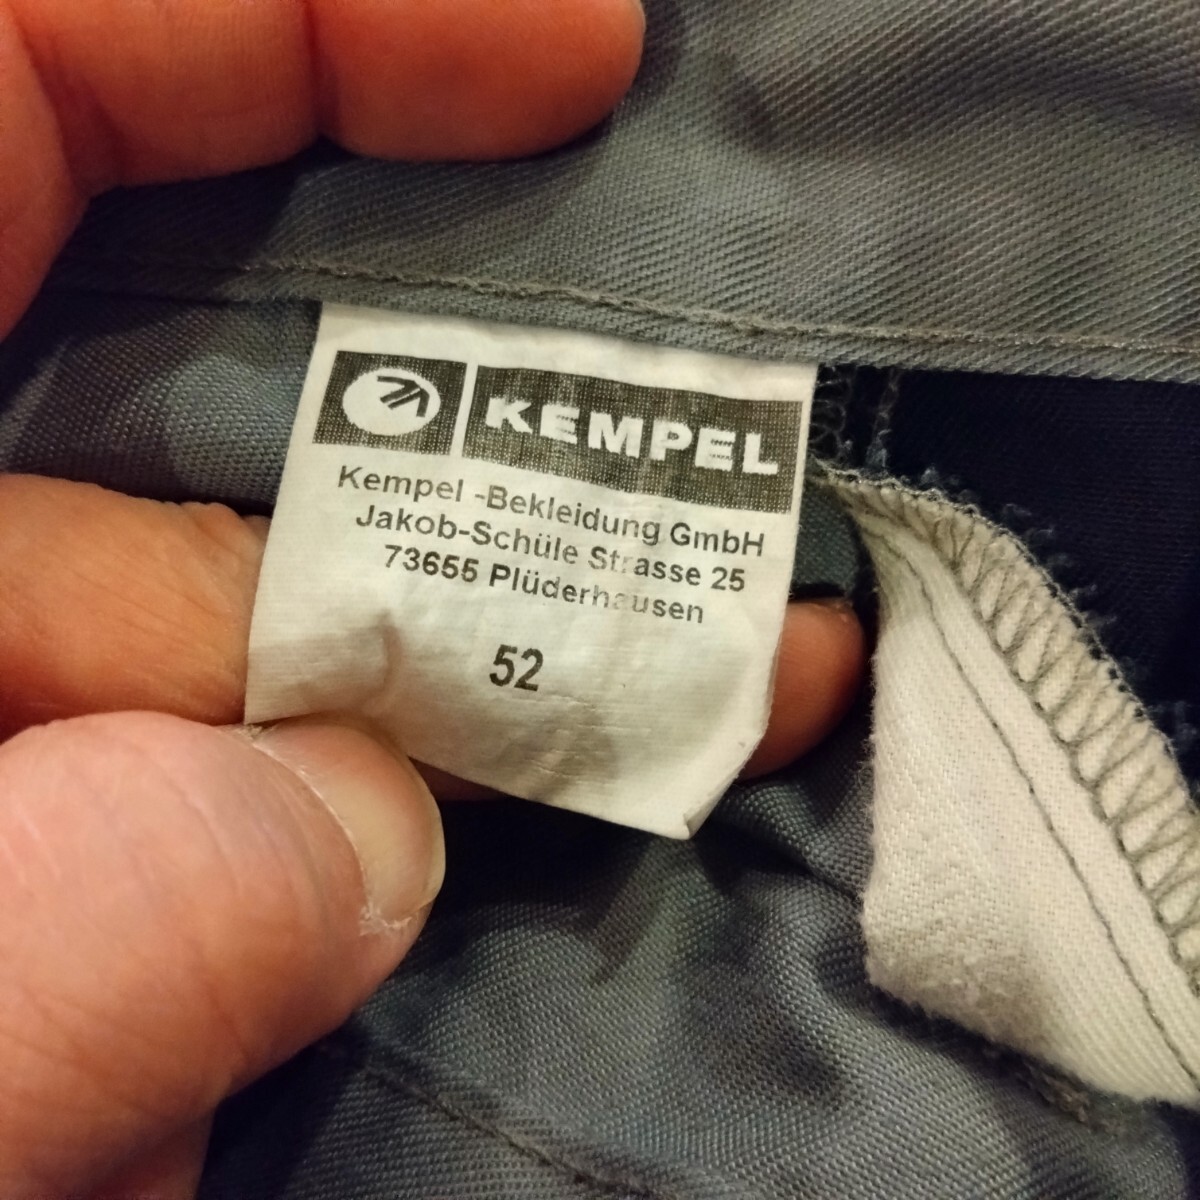 KEMPEL
Kempel -Bekleidung GmbH
Jakob-Schüle Strasse 25
73655 Plüderhausen
52